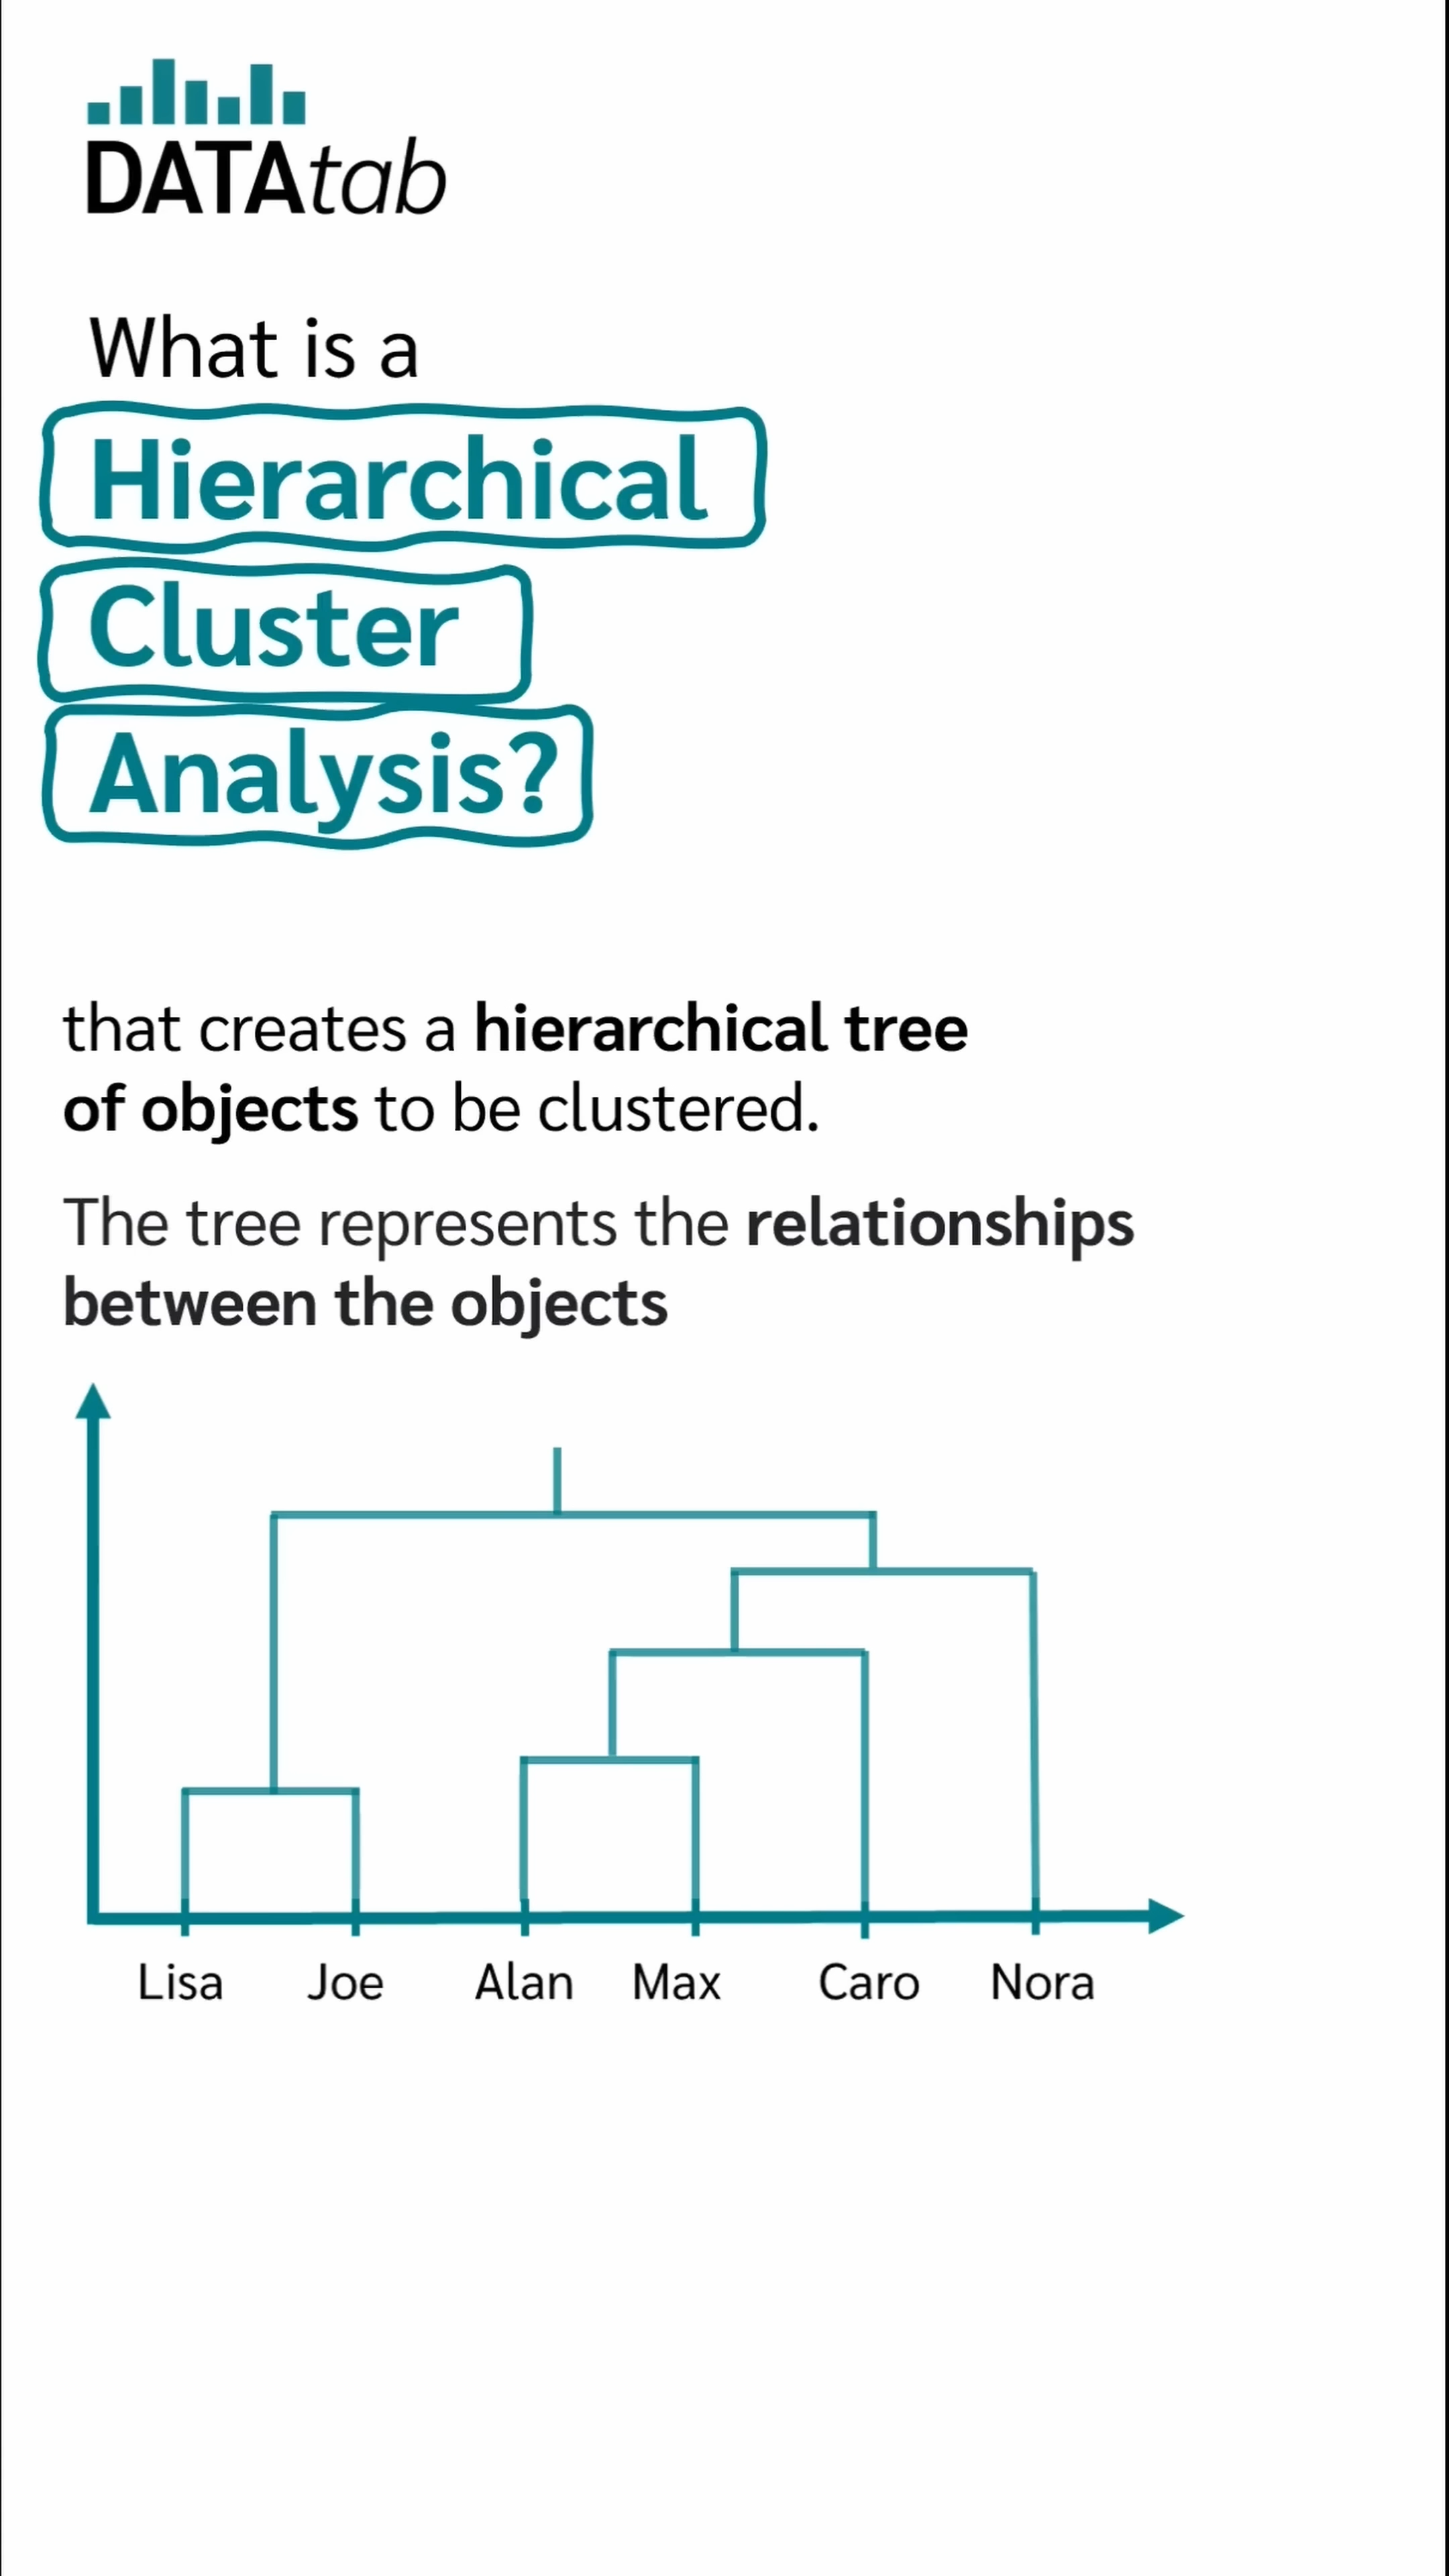 DATAtab
What is a
Hierarchical
Cluster
Analysis?
that creates a hierarchical tree
of objects to be clustered.
The tree represents the relationships
between the objects
Lisa Joe Alan Max Caro Nora